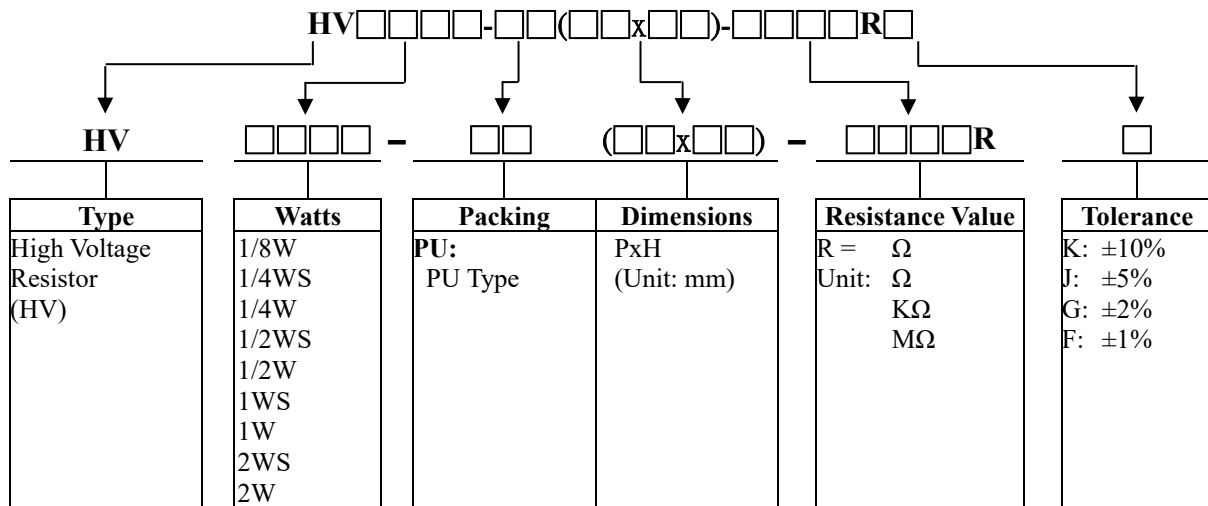 HV□□□□-□□(□□x□□)-□□□□R□
HV □□□□ – □□ (□□x□□) – □□□□R □
Type Watts Packing Dimensions Resistance Value Tolerance
High Voltage 1/8W PU: PxH R = Ω K: ±10%
Resistor 1/4WS PU Type (Unit: mm) Unit: Ω J: ±5%
(HV) 1/4W KΩ G: ±2%
1/2WS MΩ F: ±1%
1/2W
1WS
1W
2WS
2W